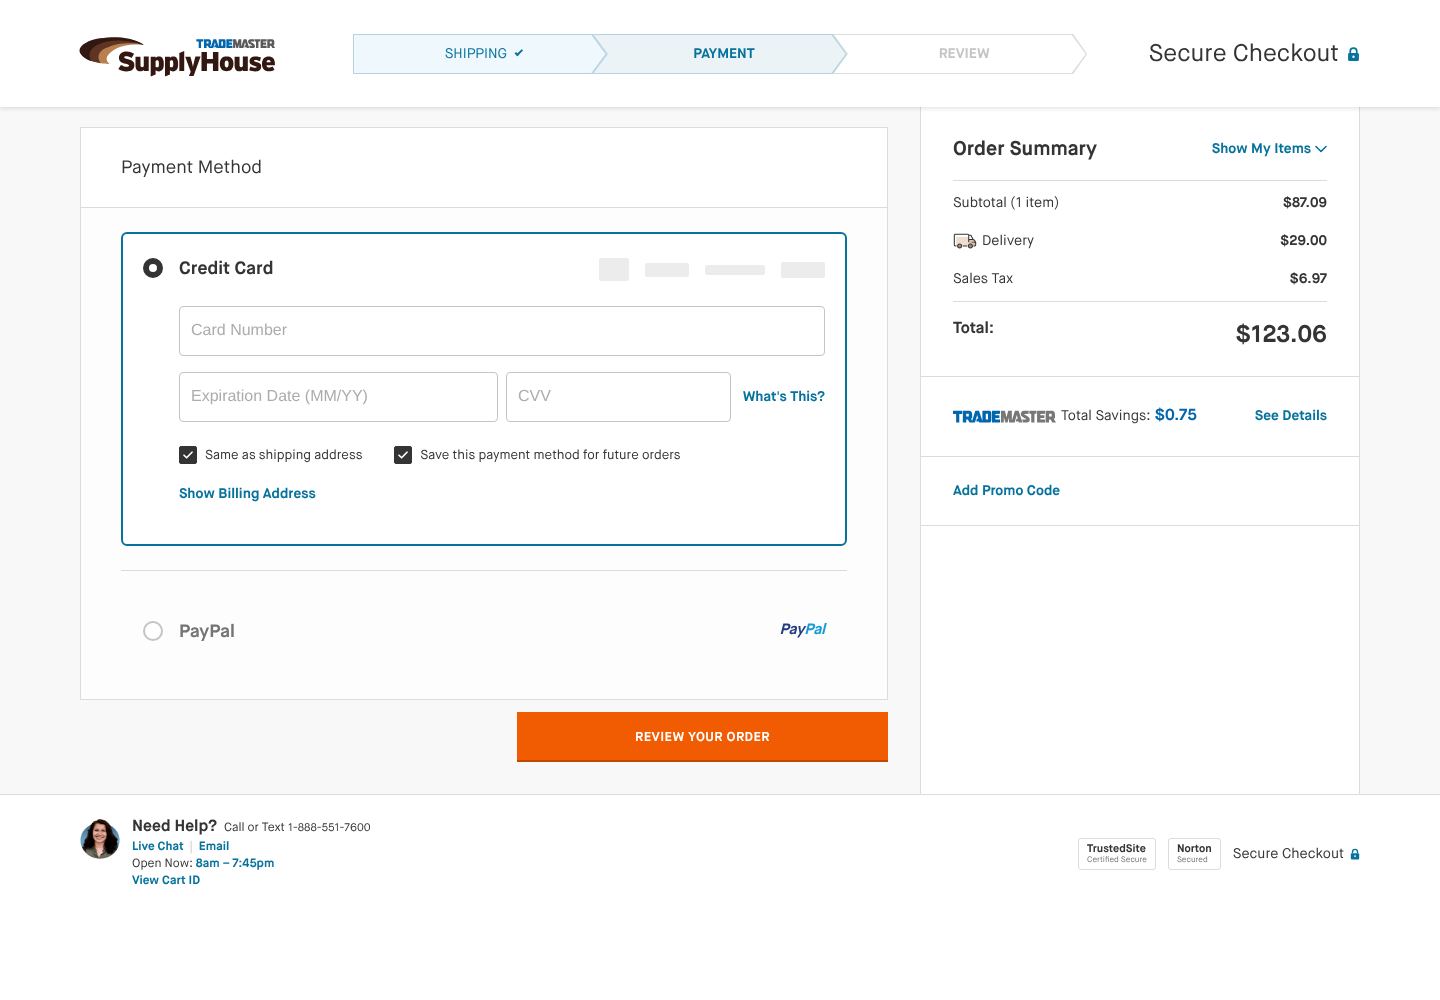 TRADEMASTER
SupplyHouse
SHIPPING ✔
PAYMENT
REVIEW
Secure Checkout
Payment Method
Credit Card
Card Number
Expiration Date (MM/YY)
CVV
What's This?
Same as shipping address
Save this payment method for future orders
Show Billing Address
PayPal
PayPal
REVIEW YOUR ORDER
Order Summary
Show My Items
Subtotal (1 item) $87.09
Delivery $29.00
Sales Tax $6.97
Total: $123.06
TRADEMASTER Total Savings: $0.75 See Details
Add Promo Code
Need Help? Call or Text 1-888-551-7600
Live Chat | Email
Open Now: 8am – 7:45pm
View Cart ID
TrustedSite
Certified Secure
Norton
Secured
Secure Checkout